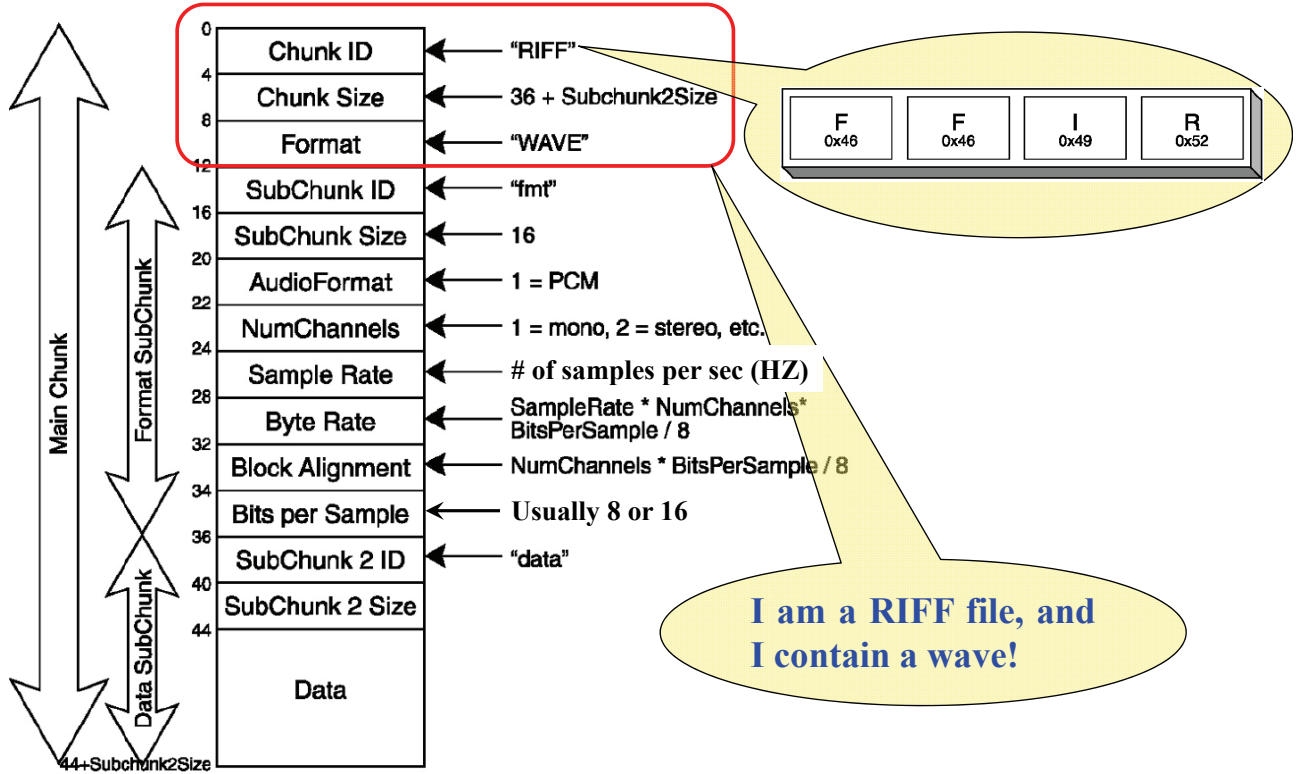 0
Chunk ID
"RIFF"
4
Chunk Size
36 + Subchunk2Size
8
Format
"WAVE"
12
SubChunk ID
"fmt"
16
SubChunk Size
16
20
AudioFormat
1 = PCM
22
NumChannels
1 = mono, 2 = stereo, etc.
24
Sample Rate
# of samples per sec (HZ)
28
Byte Rate
SampleRate * NumChannels*
BitsPerSample / 8
32
Block Alignment
NumChannels * BitsPerSample / 8
34
Bits per Sample
Usually 8 or 16
36
SubChunk 2 ID
"data"
40
SubChunk 2 Size
44
Data
44+Subchunk2Size
Main Chunk
Format SubChunk
Data SubChunk
F
0x46
F
0x46
I
0x49
R
0x52
I am a RIFF file, and
I contain a wave!